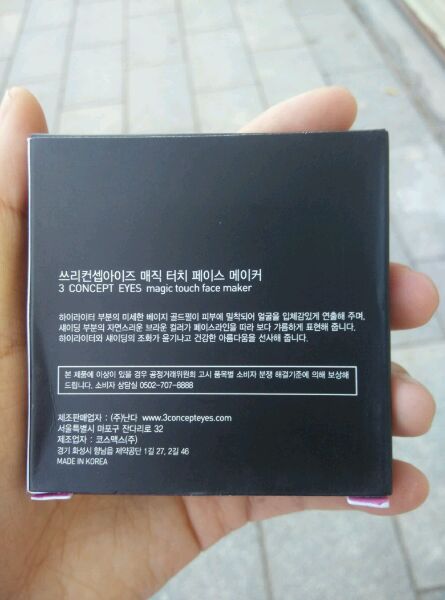 쓰리컨셉아이즈 매직 터치 페이스 메이커
3 CONCEPT EYES magic touch face maker
하이라이터 부분의 미세한 베이지 골드펄이 피부에 밀착되어 얼굴을 입체감있게 연출해 주며,
섀이딩 부분의 자연스러운 브라운 컬러가 페이스라인을 따라 보다 갸름하게 표현해 줍니다.
하이라이터와 섀이딩의 조화가 윤기나고 건강한 아름다움을 선사해 줍니다.
본 제품에 이상이 있을 경우 공정거래위원회 고시 품목별 소비자 분쟁 해결기준에 의해 보상해
드립니다. 소비자 상담실 0502-707-8888
제조판매업자 : (주)난다 www.3concepteyes.com
서울특별시 마포구 잔다리로 32
제조업자 : 코스맥스(주)
경기 화성시 향남읍 제약공단 1길 27, 2길 46
MADE IN KOREA